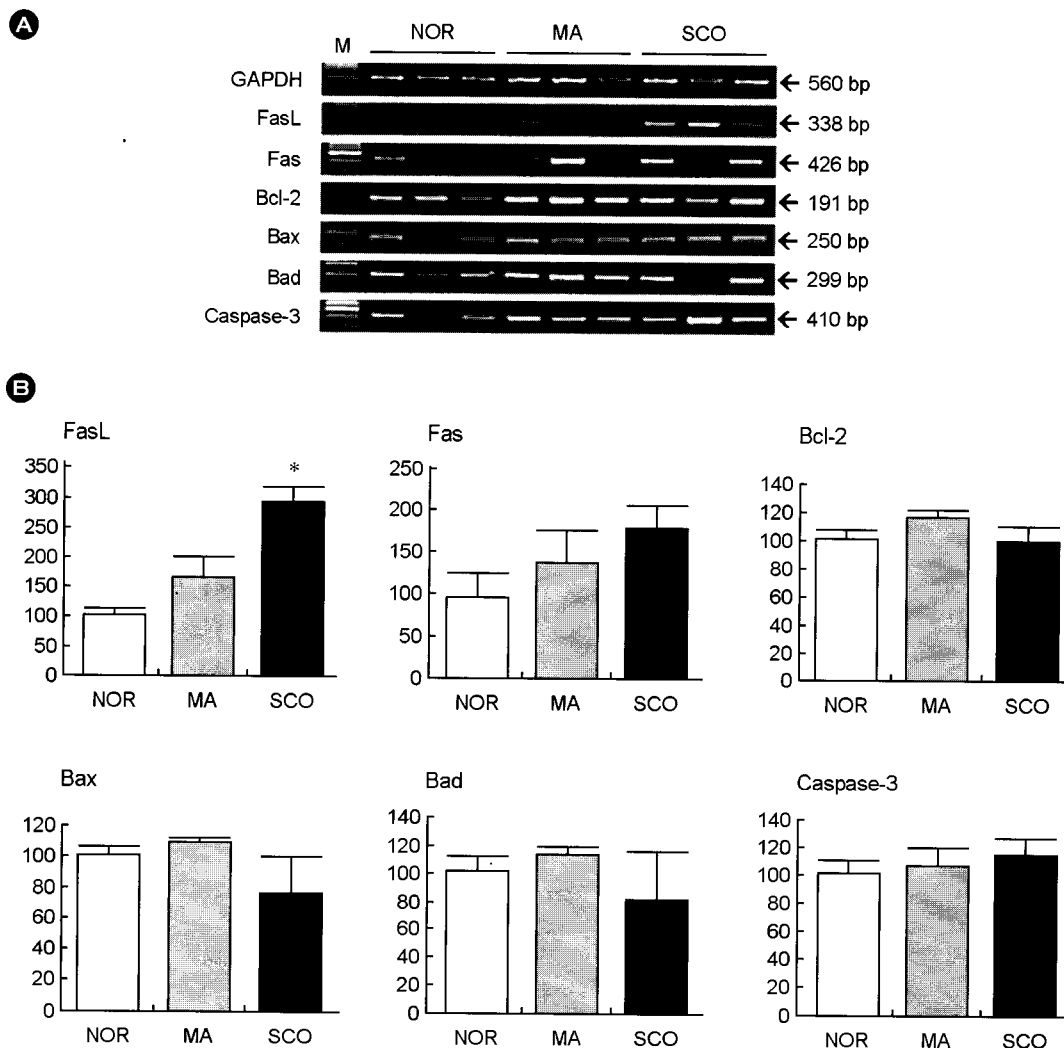 A
NOR MA SCO
M
GAPDH ← 560 bp
FasL ← 338 bp
Fas ← 426 bp
Bcl-2 ← 191 bp
Bax ← 250 bp
Bad ← 299 bp
Caspase-3 ← 410 bp
B
FasL
350
300
250
200
150
100
50
0
*
NOR MA SCO
Fas
250
200
150
100
50
0
NOR MA SCO
Bcl-2
140
120
100
80
60
40
20
0
NOR MA SCO
Bax
120
100
80
60
40
20
0
NOR MA SCO
Bad
140
120
100
80
60
40
20
0
NOR MA SCO
Caspase-3
140
120
100
80
60
40
20
0
NOR MA SCO